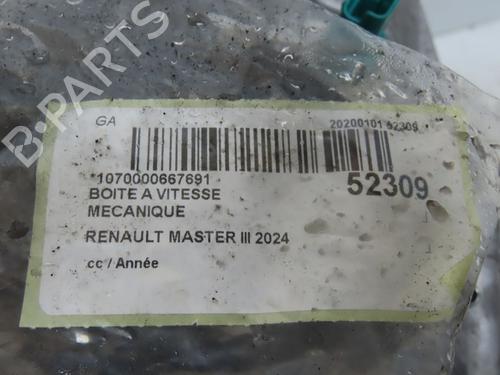 B-PARTS
GA
20200101 52309
1070000667691
52309
BOITE A VITESSE
MECANIQUE
RENAULT MASTER III 2024
cc / Année